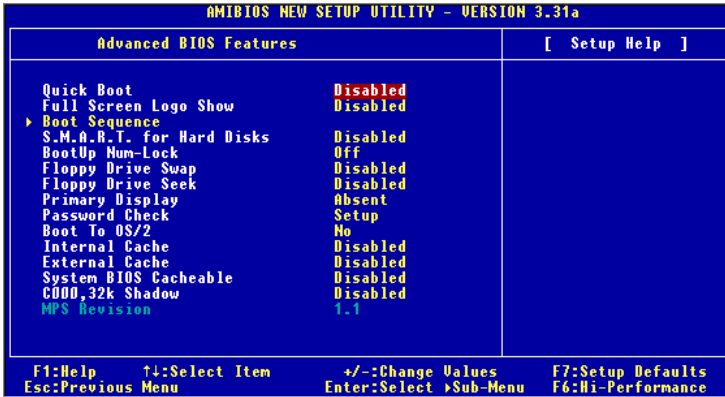 AMIBIOS NEW SETUP UTILITY - VERSION 3.31a
Advanced BIOS Features
[ Setup Help ]
Quick Boot Disabled
Full Screen Logo Show Disabled
▸ Boot Sequence
S.M.A.R.T. for Hard Disks Disabled
BootUp Num-Lock Off
Floppy Drive Swap Disabled
Floppy Drive Seek Disabled
Primary Display Absent
Password Check Setup
Boot To OS/2 No
Internal Cache Disabled
External Cache Disabled
System BIOS Cacheable Disabled
C000,32k Shadow Disabled
MPS Revision 1.1
F1:Help ↑↓:Select Item +/-:Change Values F7:Setup Defaults
Esc:Previous Menu Enter:Select ▸Sub-Menu F6:Hi-Performance